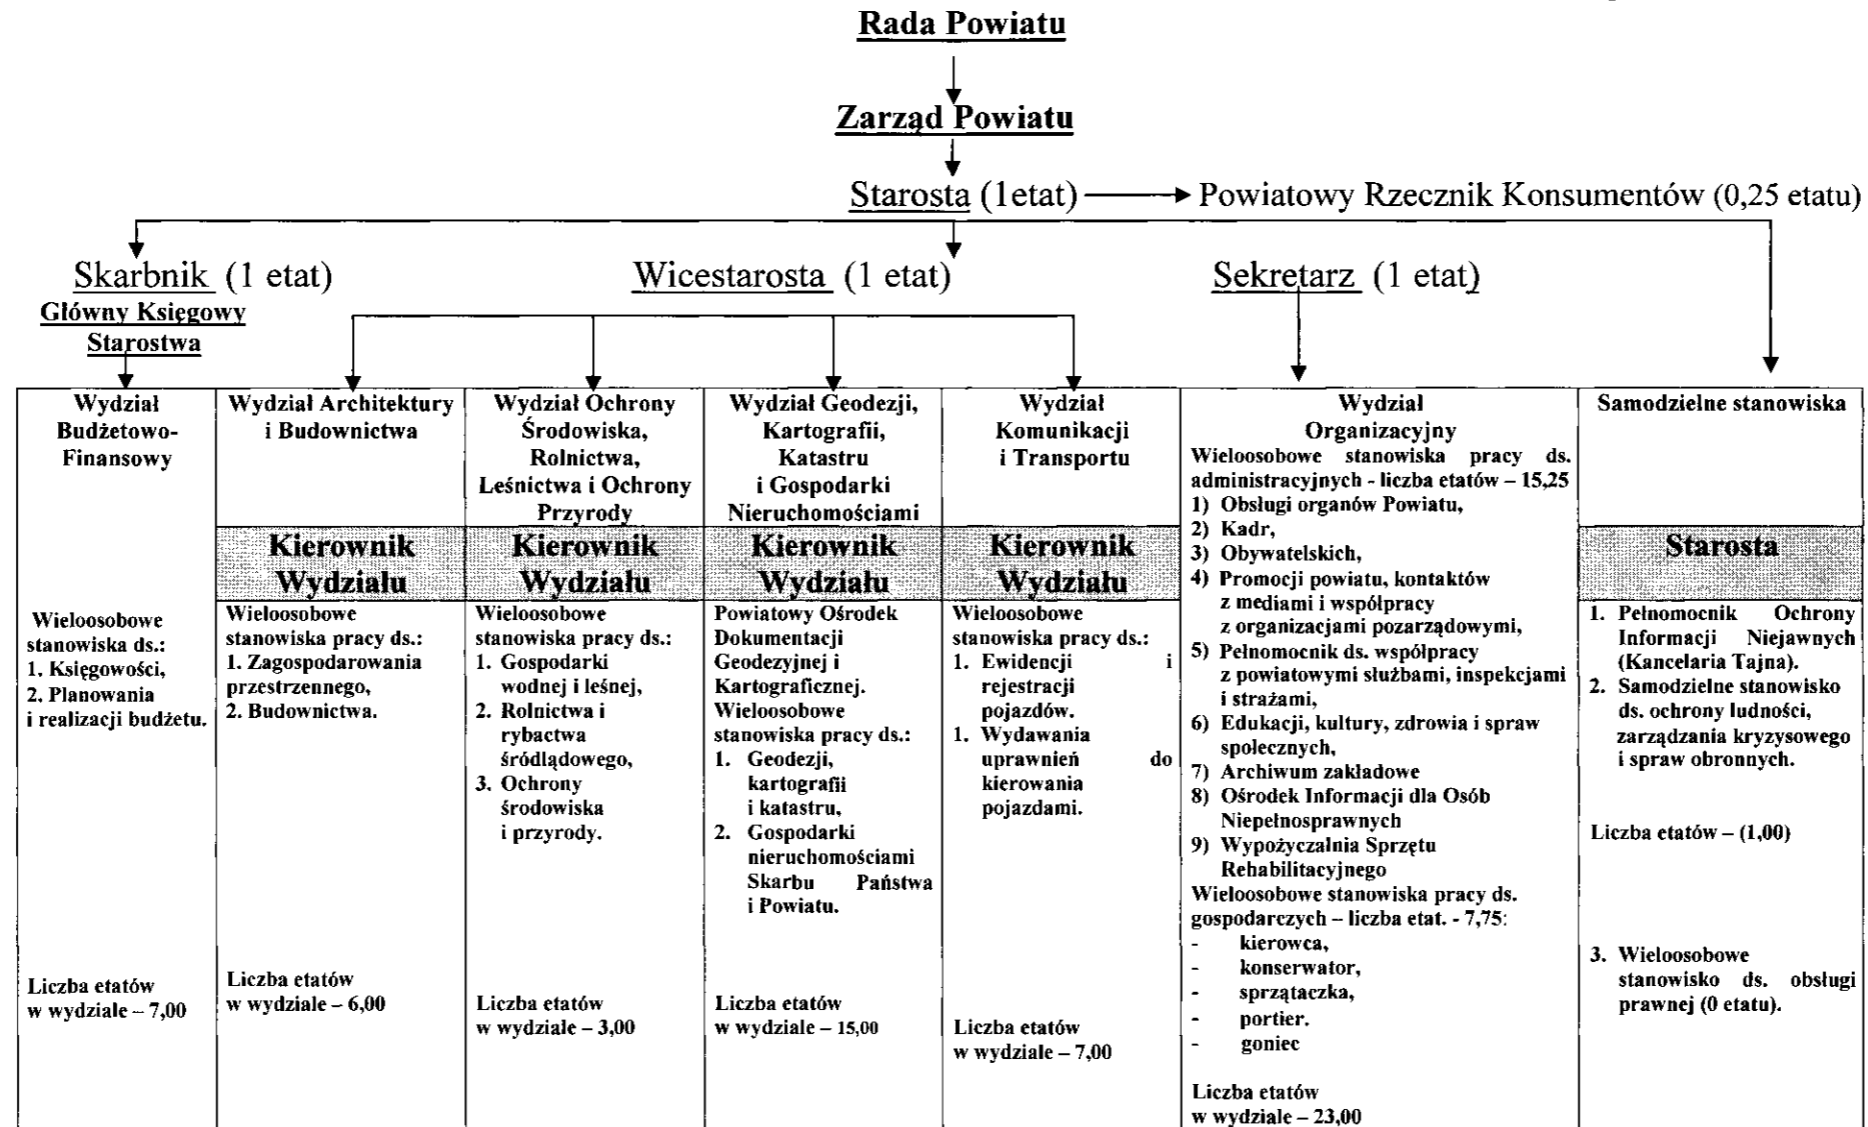 Rada Powiatu
Zarząd Powiatu
Starosta (1etat)
Powiatowy Rzecznik Konsumentów (0,25 etatu)
Skarbnik (1 etat)
Główny Księgowy
Starostwa
Wicestarosta (1 etat)
Sekretarz (1 etat)
Wydział
Budżetowo-
Finansowy
Wieloosobowe
stanowiska ds.:
1. Księgowości,
2. Planowania
i realizacji budżetu.
Liczba etatów
w wydziale – 7,00
Wydział Architektury
i Budownictwa
Kierownik
Wydziału
Wieloosobowe
stanowiska pracy ds.:
1. Zagospodarowania
przestrzennego,
2. Budownictwa.
Liczba etatów
w wydziale – 6,00
Wydział Ochrony
Środowiska,
Rolnictwa,
Leśnictwa i Ochrony
Przyrody
Kierownik
Wydziału
Wieloosobowe
stanowiska pracy ds.:
1. Gospodarki
wodnej i leśnej,
2. Rolnictwa i
rybactwa
śródlądowego,
3. Ochrony
środowiska
i przyrody.
Liczba etatów
w wydziale – 3,00
Wydział Geodezji,
Kartografii,
Katastru
i Gospodarki
Nieruchomościami
Kierownik
Wydziału
Powiatowy Ośrodek
Dokumentacji
Geodezyjnej i
Kartograficznej.
Wieloosobowe
stanowiska pracy ds.:
1. Geodezji,
kartografii
i katastru,
2. Gospodarki
nieruchomościami
Skarbu Państwa
i Powiatu.
Liczba etatów
w wydziale – 15,00
Wydział
Komunikacji
i Transportu
Kierownik
Wydziału
Wieloosobowe
stanowiska pracy ds.:
1. Ewidencji i
rejestracji
pojazdów.
1. Wydawania
uprawnień do
kierowania
pojazdami.
Liczba etatów
w wydziale – 7,00
Wydział
Organizacyjny
Wieloosobowe stanowiska pracy ds.
administracyjnych - liczba etatów – 15,25
1) Obsługi organów Powiatu,
2) Kadr,
3) Obywatelskich,
4) Promocji powiatu, kontaktów
z mediami i współpracy
z organizacjami pozarządowymi,
5) Pełnomocnik ds. współpracy
z powiatowymi służbami, inspekcjami
i strażami,
6) Edukacji, kultury, zdrowia i spraw
społecznych,
7) Archiwum zakładowe
8) Ośrodek Informacji dla Osób
Niepełnosprawnych
9) Wypożyczalnia Sprzętu
Rehabilitacyjnego
Wieloosobowe stanowiska pracy ds.
gospodarczych – liczba etat. - 7,75:
- kierowca,
- konserwator,
- sprzątaczka,
- portier.
- goniec
Liczba etatów
w wydziale – 23,00
Samodzielne stanowiska
Starosta
1. Pełnomocnik Ochrony
Informacji Niejawnych
(Kancelaria Tajna).
2. Samodzielne stanowisko
ds. ochrony ludności,
zarządzania kryzysowego
i spraw obronnych.
Liczba etatów – (1,00)
3. Wieloosobowe
stanowisko ds. obsługi
prawnej (0 etatu).